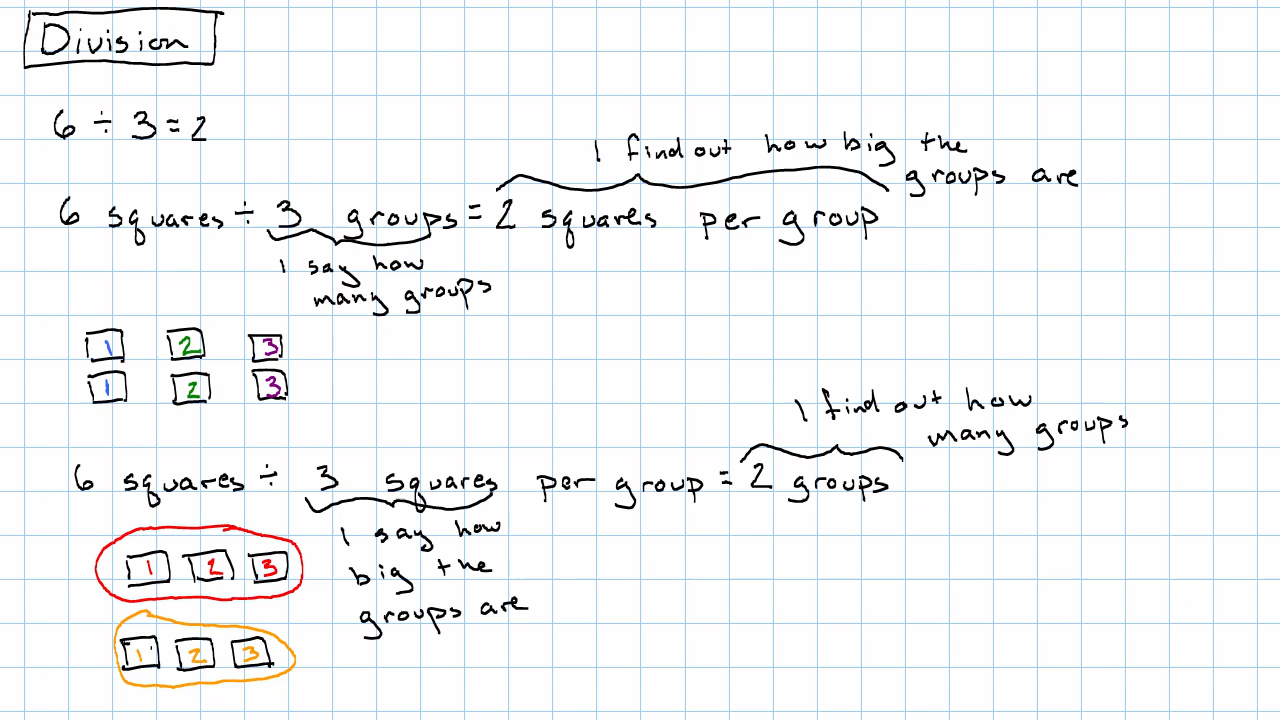 Division
6 ÷ 3 = 2
I find out how big the
groups are
6 squares ÷ 3 groups = 2 squares per group
I say how
many groups
1 2 3
1 2 3
I find out how
many groups
6 squares ÷ 3 squares per group = 2 groups
I say how
big the
groups are
1 2 3
1 2 3